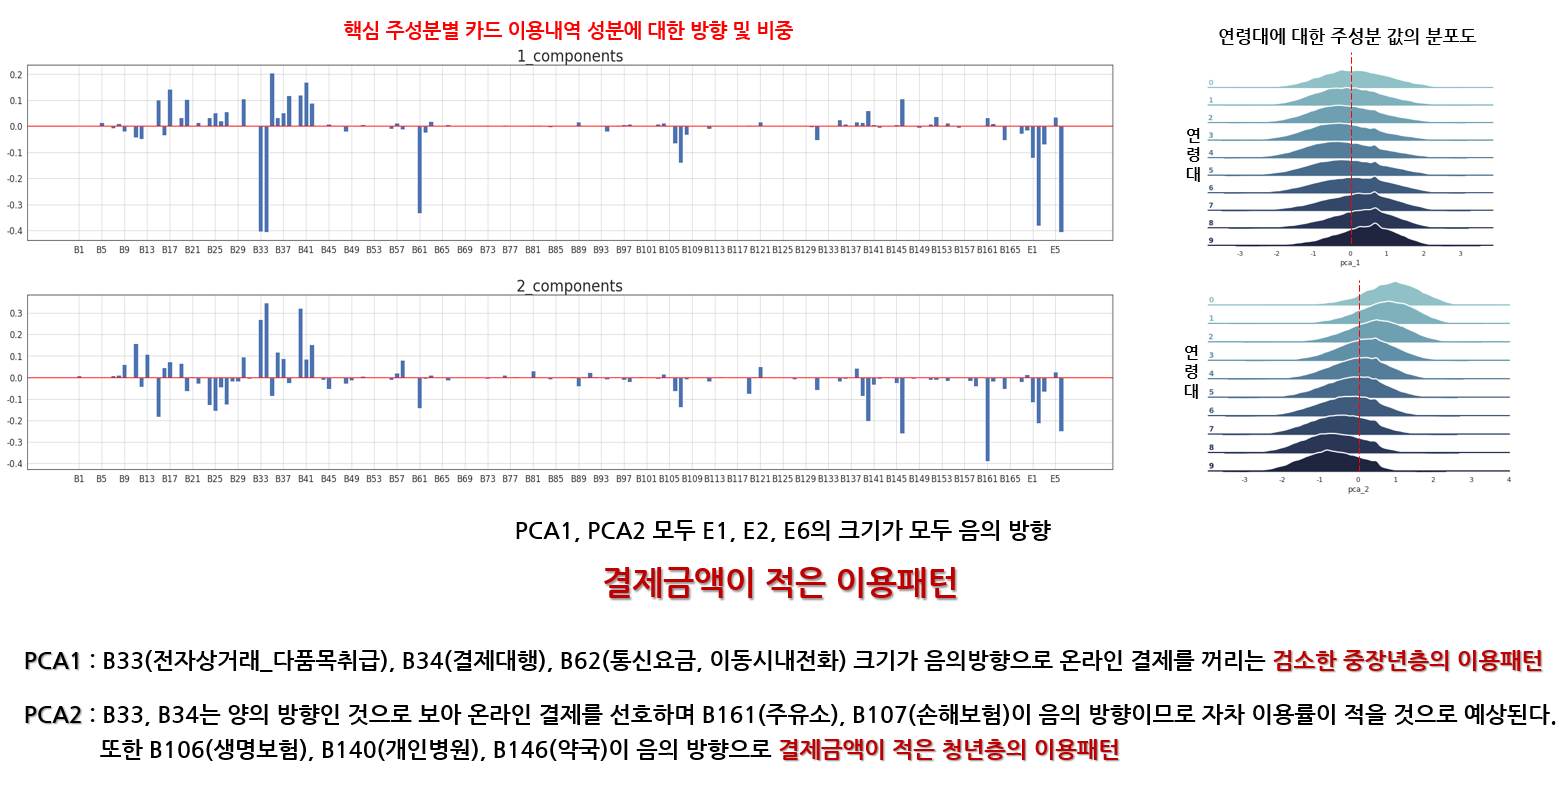 핵심 주성분별 카드 이용내역 성분에 대한 방향 및 비중
1_components
0.2
0.1
0.0
-0.1
-0.2
-0.3
-0.4
B1 B5 B9 B13 B17 B21 B25 B29 B33 B37 B41 B45 B49 B53 B57 B61 B65 B69 B73 B77 B81 B85 B89 B93 B97 B101 B105 B109 B113 B117 B121 B125 B129 B133 B137 B141 B145 B149 B153 B157 B161 B165 E1 E5
2_components
0.3
0.2
0.1
0.0
-0.1
-0.2
-0.3
-0.4
B1 B5 B9 B13 B17 B21 B25 B29 B33 B37 B41 B45 B49 B53 B57 B61 B65 B69 B73 B77 B81 B85 B89 B93 B97 B101 B105 B109 B113 B117 B121 B125 B129 B133 B137 B141 B145 B149 B153 B157 B161 B165 E1 E5
연령대에 대한 주성분 값의 분포도
연령대
0
1
2
3
4
5
6
7
8
9
-3 -2 -1 0 1 2 3
pca_1
연령대
0
1
2
3
4
5
6
7
8
9
-3 -2 -1 0 1 2 3 4
pca_2
PCA1, PCA2 모두 E1, E2, E6의 크기가 모두 음의 방향
결제금액이 적은 이용패턴
PCA1 : B33(전자상거래_다품목취급), B34(결제대행), B62(통신요금, 이동시내전화) 크기가 음의방향으로 온라인 결제를 꺼리는 검소한 중장년층의 이용패턴
PCA2 : B33, B34는 양의 방향인 것으로 보아 온라인 결제를 선호하며 B161(주유소), B107(손해보험)이 음의 방향이므로 자차 이용률이 적을 것으로 예상된다.
또한 B106(생명보험), B140(개인병원), B146(약국)이 음의 방향으로 결제금액이 적은 청년층의 이용패턴